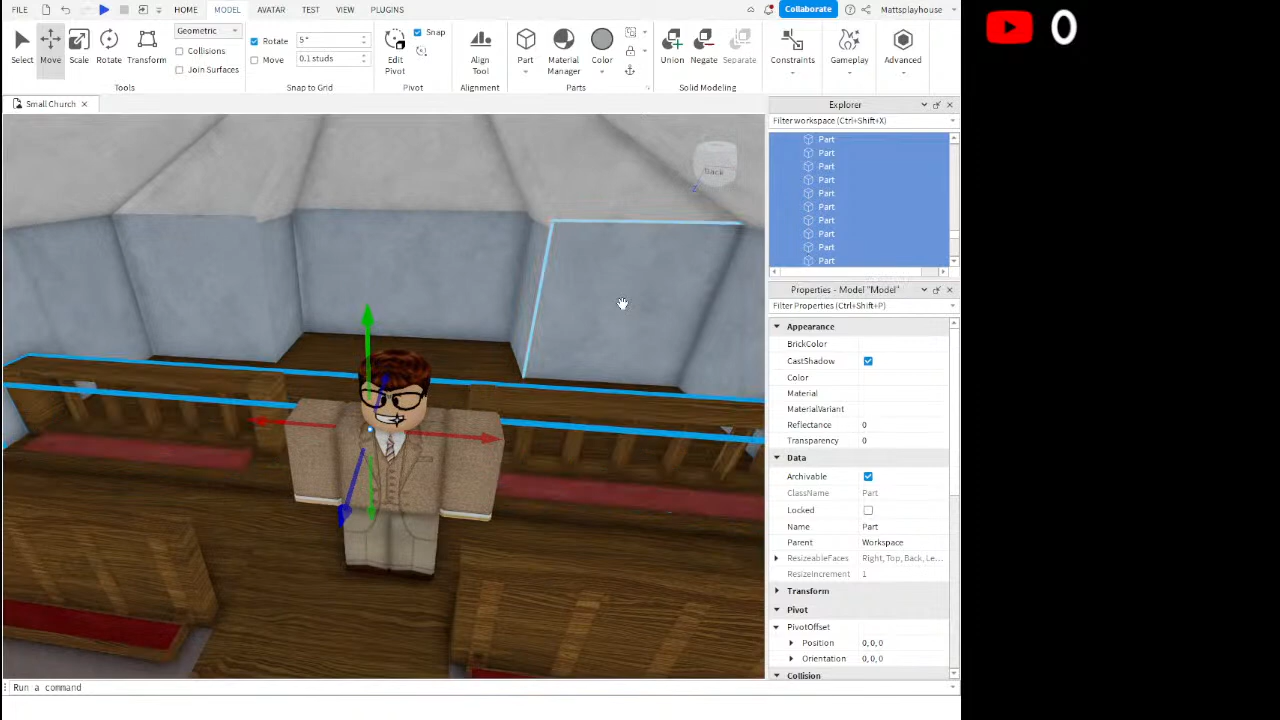 FILE HOME MODEL AVATAR TEST VIEW PLUGINS Collaborate Mattsplayhouse
Geometric
Collisions
Join Surfaces
Select Move Scale Rotate Transform
Tools
Rotate 5 °
Move 0.1 studs
Snap to Grid
Edit Pivot
Snap
Pivot
Align Tool
Alignment
Part Material Manager Color
Parts
Union Negate Separate
Solid Modeling
Constraints Gameplay Advanced
Small Church
Back
Z
Explorer
Filter workspace (Ctrl+Shift+X)
Part
Part
Part
Part
Part
Part
Part
Part
Part
Part
Properties - Model "Model"
Filter Properties (Ctrl+Shift+P)
Appearance
BrickColor
CastShadow
Color
Material
MaterialVariant
Reflectance 0
Transparency 0
Data
Archivable
ClassName Part
Locked
Name Part
Parent Workspace
ResizeableFaces Right, Top, Back, Le...
ResizeIncrement 1
Transform
Pivot
PivotOffset
Position 0, 0, 0
Orientation 0, 0, 0
Collision
Run a command
0